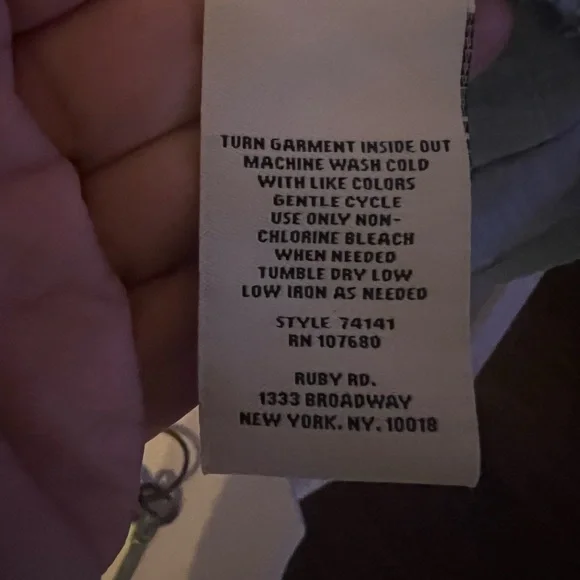 TURN GARMENT INSIDE OUT
MACHINE WASH COLD
WITH LIKE COLORS
GENTLE CYCLE
USE ONLY NON-
CHLORINE BLEACH
WHEN NEEDED
TUMBLE DRY LOW
LOW IRON AS NEEDED
STYLE 74141
RN 107680
RUBY RD.
1333 BROADWAY
NEW YORK. NY. 10018